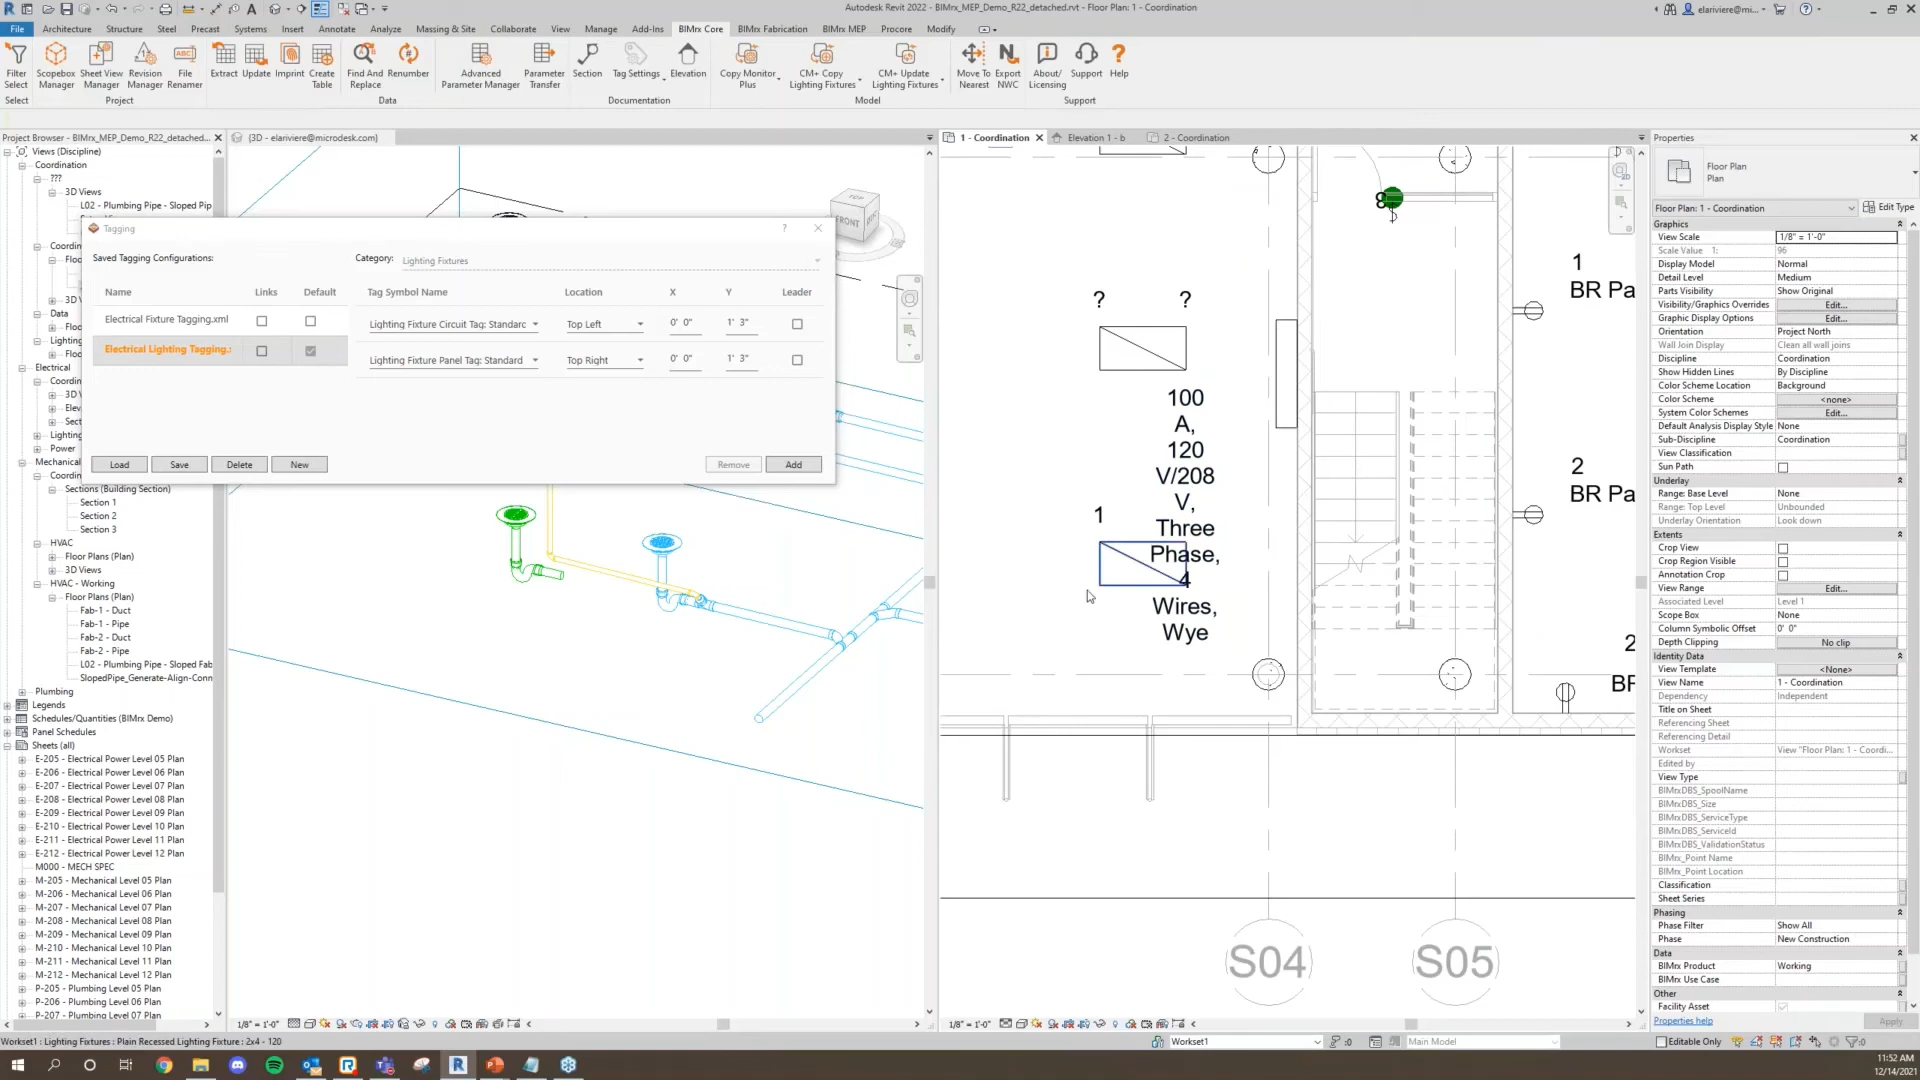 Autodesk Revit 2022 - BIMrx_MEP_Demo_R22_detached.rvt - Floor Plan: 1 - Coordination
elariviere@mi...
File Architecture Structure Steel Precast Systems Insert Annotate Analyze Massing & Site Collaborate View Manage Add-Ins BIMrx Core BIMrx Fabrication BIMrx MEP Procore Modify
Filter Select
Scopebox Manager
Sheet View Manager
Revision Manager
File Renamer
Extract
Update
Imprint
Create Table
Find And Replace
Renumber
Advanced Parameter Manager
Parameter Transfer
Section
Tag Settings
Elevation
Copy Monitor Plus
CM+ Copy Lighting Fixtures
CM+ Update Lighting Fixtures
Move To Nearest
Export NWC
About/ Licensing
Support
Help
Select Project Data Documentation Model Support
Project Browser - BIMrx_MEP_Demo_R22_detached...
Views (Discipline)
Coordination
???
3D Views
L02 - Plumbing Pipe - Sloped Pip
Coordin
Floo
3D V
Data
Floo
Lighting
Floo
Electrical
Coordin
3D V
Elev
Sect
Lighting
Power
Mechanical
Coordin
Sections (Building Section)
Section 1
Section 2
Section 3
HVAC
Floor Plans (Plan)
3D Views
HVAC - Working
Floor Plans (Plan)
Fab-1 - Duct
Fab-1 - Pipe
Fab-2 - Duct
Fab-2 - Pipe
L02 - Plumbing Pipe - Sloped Fab
SlopedPipe_Generate-Align-Conn
Plumbing
Legends
Schedules/Quantities (BIMrx Demo)
Panel Schedules
Sheets (all)
E-205 - Electrical Power Level 05 Plan
E-206 - Electrical Power Level 06 Plan
E-207 - Electrical Power Level 07 Plan
E-208 - Electrical Power Level 08 Plan
E-209 - Electrical Power Level 09 Plan
E-210 - Electrical Power Level 10 Plan
E-211 - Electrical Power Level 11 Plan
E-212 - Electrical Power Level 12 Plan
M000 - MECH SPEC
M-205 - Mechanical Level 05 Plan
M-206 - Mechanical Level 06 Plan
M-207 - Mechanical Level 07 Plan
M-208 - Mechanical Level 08 Plan
M-209 - Mechanical Level 09 Plan
M-210 - Mechanical Level 10 Plan
M-211 - Mechanical Level 11 Plan
M-212 - Mechanical Level 12 Plan
P-205 - Plumbing Level 05 Plan
P-206 - Plumbing Level 06 Plan
P-207 - Plumbing Level 07 Plan
{3D - elariviere@microdesk.com}
TOP
FRONT
Tagging
Saved Tagging Configurations:
Category: Lighting Fixtures
Name Links Default
Electrical Fixture Tagging.xml
Electrical Lighting Tagging.:
Tag Symbol Name Location X Y Leader
Lighting Fixture Circuit Tag: Standarc Top Left 0' 0" 1' 3"
Lighting Fixture Panel Tag: Standard Top Right 0' 0" 1' 3"
Load Save Delete New Remove Add
1 - Coordination
Elevation 1 - b
2 - Coordination
8
? ?
100
A,
120
V/208
V,
Three
Phase,
4
Wires,
Wye
1
1
BR Pa
2
BR Pa
2
BR
S04
S05
Properties
Floor Plan
Plan
Floor Plan: 1 - Coordination Edit Type
Graphics
View Scale 1/8" = 1'-0"
Scale Value 1: 96
Display Model Normal
Detail Level Medium
Parts Visibility Show Original
Visibility/Graphics Overrides Edit...
Graphic Display Options Edit...
Orientation Project North
Wall Join Display Clean all wall joins
Discipline Coordination
Show Hidden Lines By Discipline
Color Scheme Location Background
Color Scheme <none>
System Color Schemes Edit...
Default Analysis Display Style None
Sub-Discipline Coordination
View Classification
Sun Path
Underlay
Range: Base Level None
Range: Top Level Unbounded
Underlay Orientation Look down
Extents
Crop View
Crop Region Visible
Annotation Crop
View Range Edit...
Associated Level Level 1
Scope Box None
Column Symbolic Offset 0' 0"
Depth Clipping No clip
Identity Data
View Template <None>
View Name 1 - Coordination
Dependency Independent
Title on Sheet
Referencing Sheet
Referencing Detail
Workset View "Floor Plan: 1 - Coordi...
Edited by
View Type
BIMrxDBS_SpoolName
BIMrxDBS_Size
BIMrxDBS_ServiceType
BIMrxDBS_ServiceId
BIMrxDBS_ValidationStatus
BIMrx_Point Name
BIMrx_Point Location
Classification
Sheet Series
Phasing
Phase Filter Show All
Phase New Construction
Data
BIMrx Product Working
BIMrx Use Case
Other
Facility Asset
Properties help Apply
1/8" = 1'-0"
1/8" = 1'-0"
Workset1 : Lighting Fixtures : Plain Recessed Lighting Fixture : 2x4 - 120
Workset1
:0
Main Model
Editable Only
:0
11:52 AM
12/14/2021